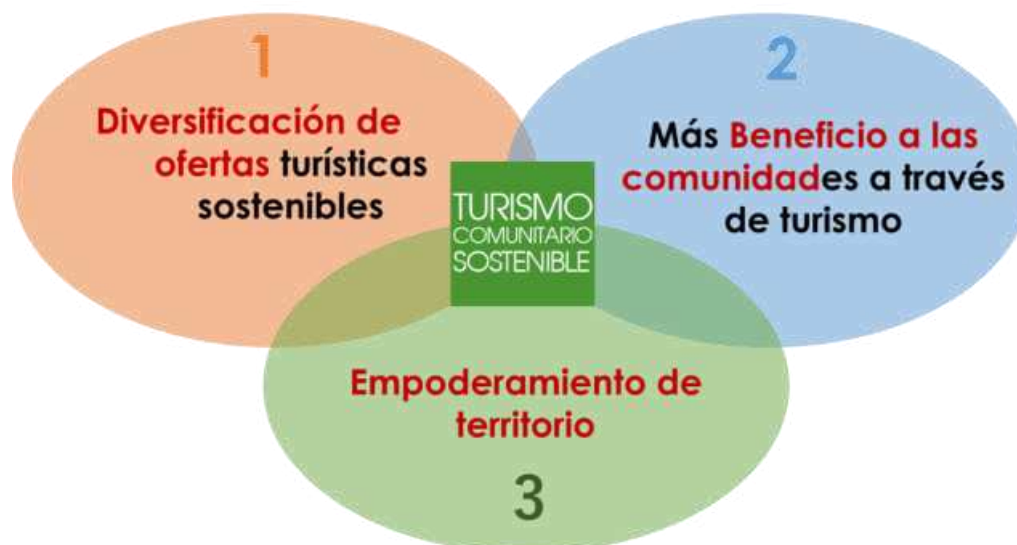 1
Diversificación de
ofertas turísticas
sostenibles
2
Más Beneficio a las
comunidades a través
de turismo
TURISMO
COMUNITARIO
SOSTENIBLE
Empoderamiento de
territorio
3